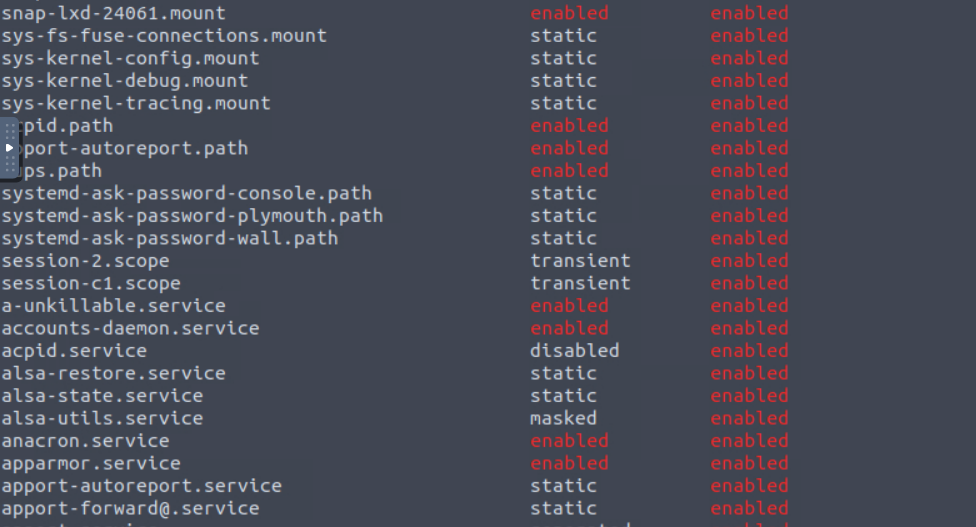 snap-lxd-24061.mount enabled enabled
sys-fs-fuse-connections.mount static enabled
sys-kernel-config.mount static enabled
sys-kernel-debug.mount static enabled
sys-kernel-tracing.mount static enabled
pid.path enabled enabled
port-autoreport.path enabled enabled
ps.path enabled enabled
systemd-ask-password-console.path static enabled
systemd-ask-password-plymouth.path static enabled
systemd-ask-password-wall.path static enabled
session-2.scope transient enabled
session-c1.scope transient enabled
a-unkillable.service enabled enabled
accounts-daemon.service enabled enabled
acpid.service disabled enabled
alsa-restore.service static enabled
alsa-state.service static enabled
alsa-utils.service masked enabled
anacron.service enabled enabled
apparmor.service enabled enabled
apport-autoreport.service static enabled
apport-forward@.service static enabled